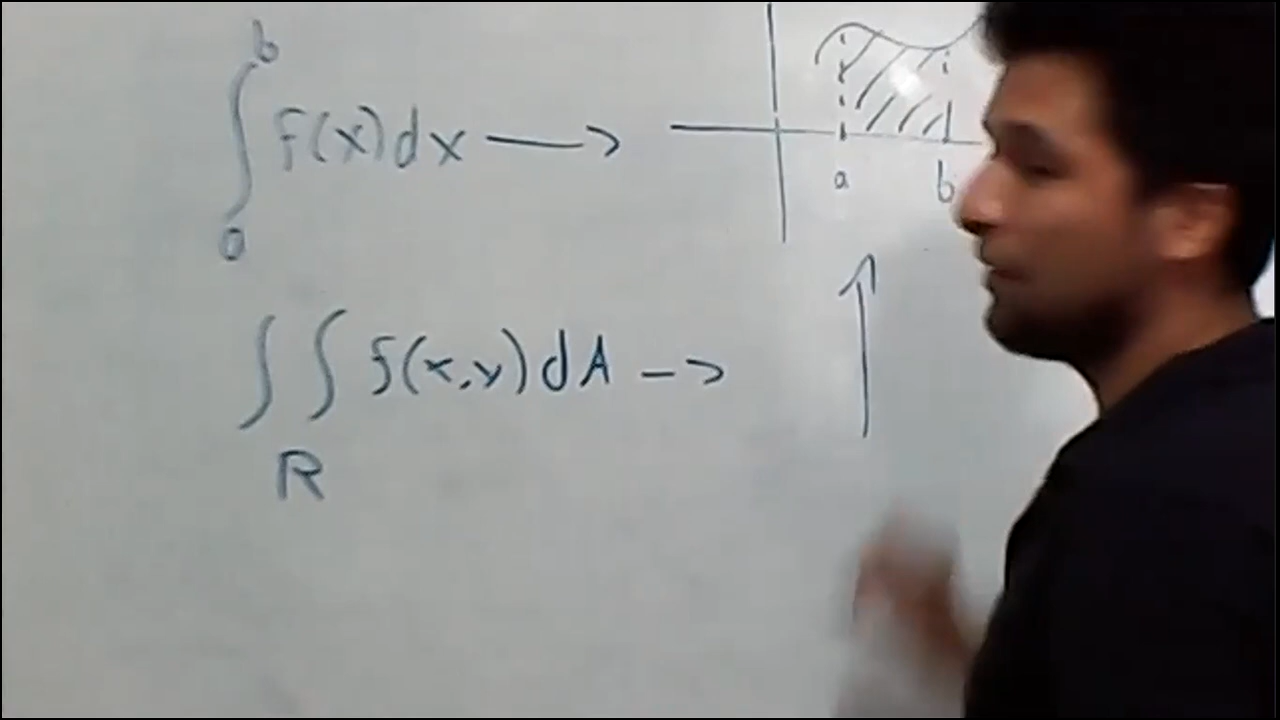 b
∫ f(x)dx →
a
a b
∫∫ f(x,y)dA →
R